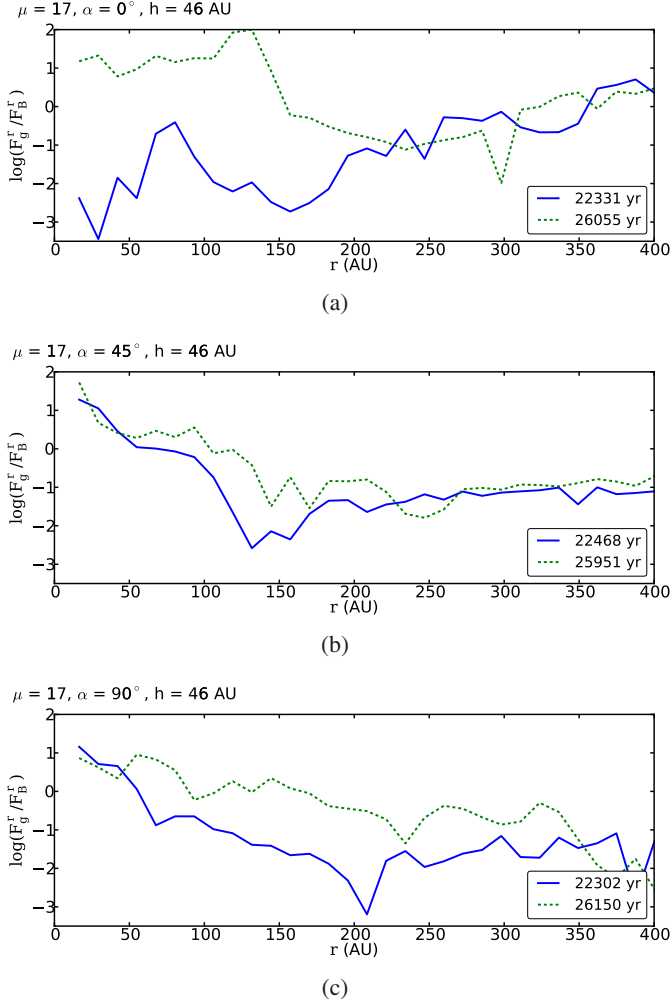 μ = 17, α = 0°, h = 46 AU
2
1
0
−1
−2
−3
log(F_g^r/F_B^r)
22331 yr
26055 yr
0 50 100 150 200 250 300 350 400
r (AU)
(a)
μ = 17, α = 45°, h = 46 AU
2
1
0
−1
−2
−3
log(F_g^r/F_B^r)
22468 yr
25951 yr
0 50 100 150 200 250 300 350 400
r (AU)
(b)
μ = 17, α = 90°, h = 46 AU
2
1
0
−1
−2
−3
log(F_g^r/F_B^r)
22302 yr
26150 yr
0 50 100 150 200 250 300 350 400
r (AU)
(c)